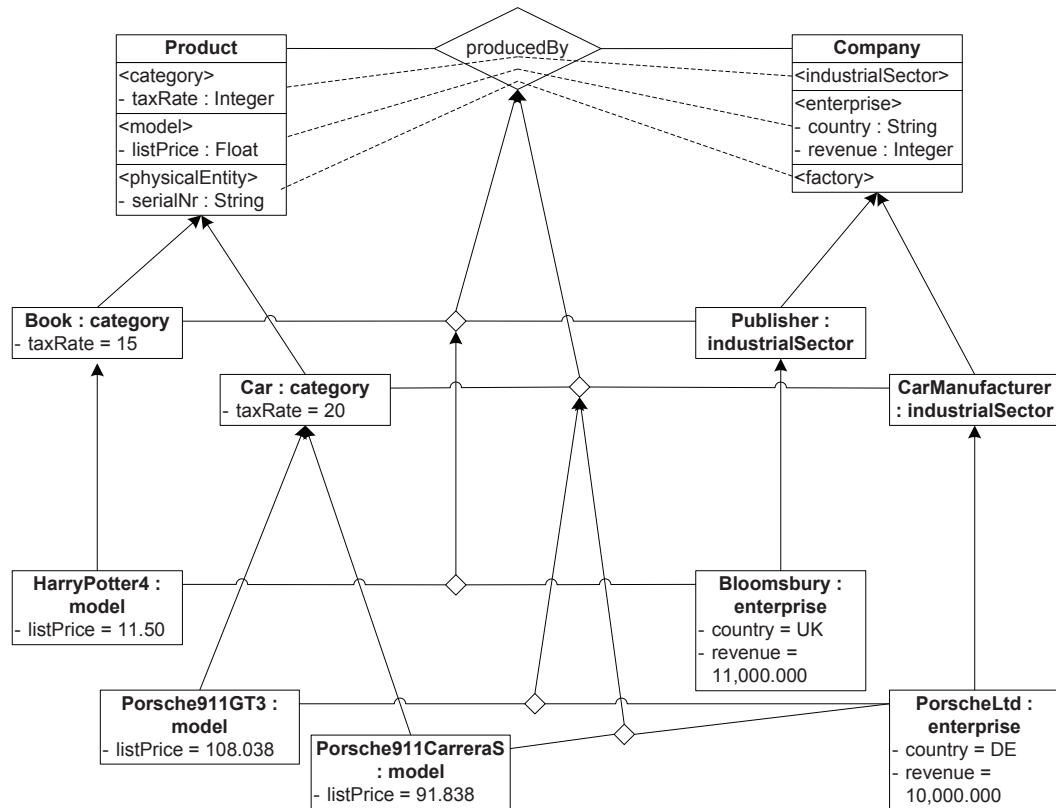 Product
<category>
- taxRate : Integer
<model>
- listPrice : Float
<physicalEntity>
- serialNr : String
producedBy
Company
<industrialSector>
<enterprise>
- country : String
- revenue : Integer
<factory>
Book : category
- taxRate = 15
Publisher :
industrialSector
Car : category
- taxRate = 20
CarManufacturer
: industrialSector
HarryPotter4 :
model
- listPrice = 11.50
Bloomsbury :
enterprise
- country = UK
- revenue =
11,000.000
Porsche911GT3 :
model
- listPrice = 108.038
Porsche911CarreraS
: model
- listPrice = 91.838
PorscheLtd :
enterprise
- country = DE
- revenue =
10,000.000